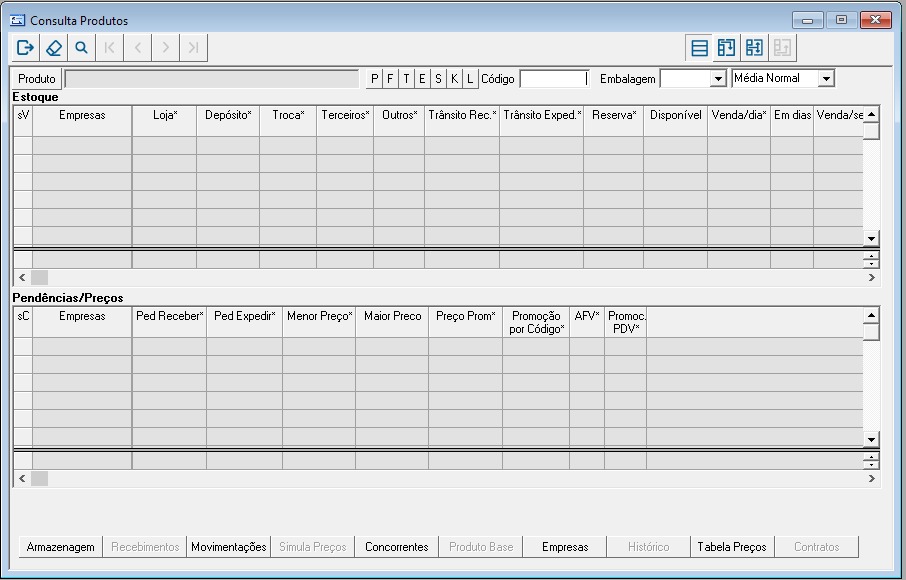 Consulta Produtos
Produto P F T E S K L Código Embalagem Média Normal
Estoque
sV Empresas Loja* Depósito* Troca* Terceiros* Outros* Trânsito Rec.* Trânsito Exped.* Reserva* Disponível Venda/dia* Em dias Venda/se
Pendências/Preços
sC Empresas Ped Receber* Ped Expedir* Menor Preço* Maior Preco Preço Prom* Promoção AFV* Promoc.
por Código* PDV*
Armazenagem Recebimentos Movimentações Simula Preços Concorrentes Produto Base Empresas Histórico Tabela Preços Contratos